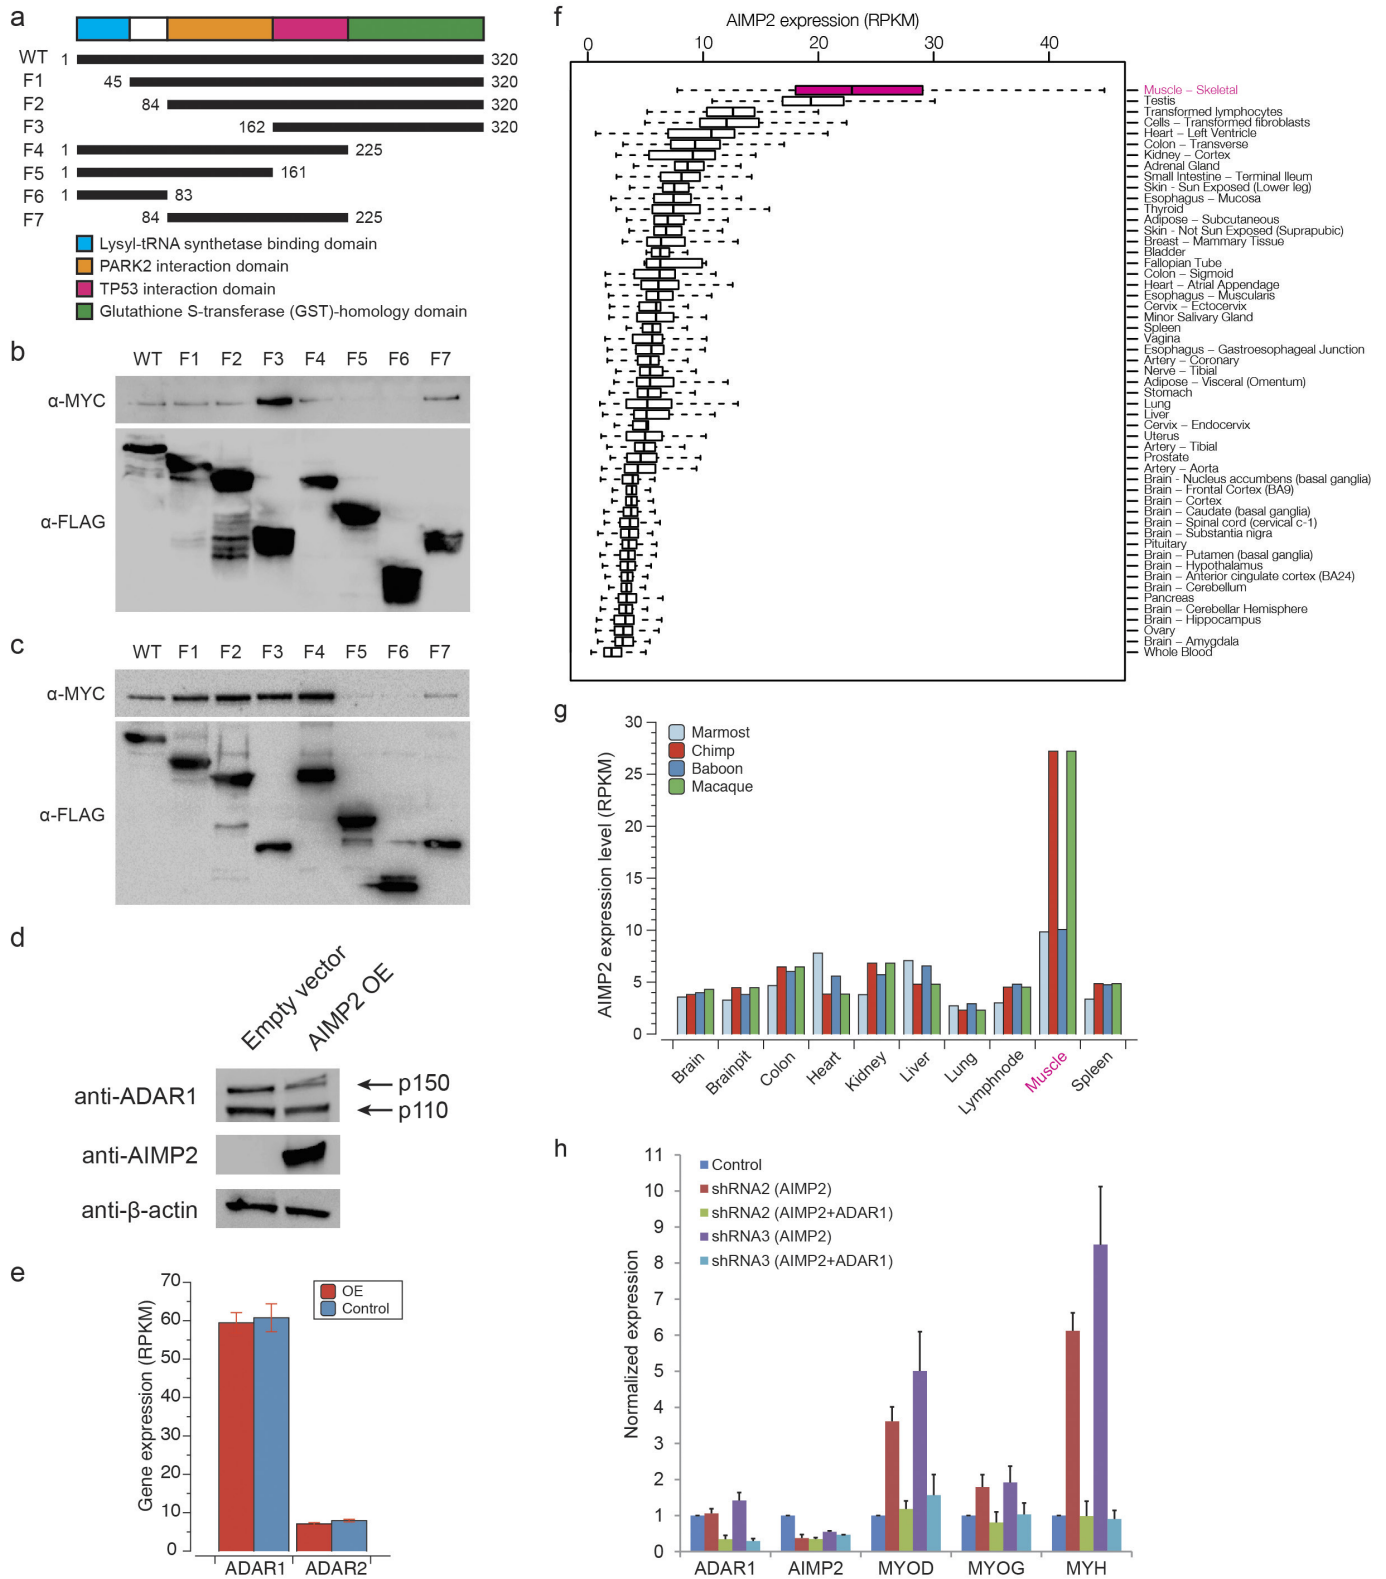 a
WT 1 320
F1 45 320
F2 84 320
F3 162 320
F4 1 225
F5 1 161
F6 1 83
F7 84 225
Lysyl-tRNA synthetase binding domain
PARK2 interaction domain
TP53 interaction domain
Glutathione S-transferase (GST)-homology domain
b
WT F1 F2 F3 F4 F5 F6 F7
α-MYC
α-FLAG
c
WT F1 F2 F3 F4 F5 F6 F7
α-MYC
α-FLAG
d
Empty vector
AIMP2 OE
anti-ADAR1
p150
p110
anti-AIMP2
anti-β-actin
e
Gene expression (RPKM)
70
60
50
40
30
20
10
0
OE
Control
ADAR1 ADAR2
f
AIMP2 expression (RPKM)
0 10 20 30 40
Muscle – Skeletal
Testis
Transformed lymphocytes
Cells – Transformed fibroblasts
Heart – Left Ventricle
Colon – Transverse
Kidney – Cortex
Adrenal Gland
Small Intestine – Terminal Ileum
Skin - Sun Exposed (Lower leg)
Esophagus – Mucosa
Thyroid
Adipose – Subcutaneous
Skin - Not Sun Exposed (Suprapubic)
Breast – Mammary Tissue
Bladder
Fallopian Tube
Colon – Sigmoid
Heart – Atrial Appendage
Esophagus – Muscularis
Cervix – Ectocervix
Minor Salivary Gland
Spleen
Vagina
Esophagus – Gastroesophageal Junction
Artery – Coronary
Nerve – Tibial
Adipose – Visceral (Omentum)
Stomach
Lung
Liver
Cervix – Endocervix
Uterus
Artery – Tibial
Prostate
Artery – Aorta
Brain - Nucleus accumbens (basal ganglia)
Brain – Frontal Cortex (BA9)
Brain – Cortex
Brain – Caudate (basal ganglia)
Brain – Spinal cord (cervical c-1)
Brain – Substantia nigra
Pituitary
Brain – Putamen (basal ganglia)
Brain – Hypothalamus
Brain – Anterior cingulate cortex (BA24)
Brain – Cerebellum
Pancreas
Brain – Cerebellar Hemisphere
Brain – Hippocampus
Ovary
Brain – Amygdala
Whole Blood
g
AIMP2 expression level (RPKM)
30
25
20
15
10
5
0
Marmost
Chimp
Baboon
Macaque
Brain Brainpit Colon Heart Kidney Liver Lung Lymphnode Muscle Spleen
h
Normalized expression
11
10
9
8
7
6
5
4
3
2
1
0
Control
shRNA2 (AIMP2)
shRNA2 (AIMP2+ADAR1)
shRNA3 (AIMP2)
shRNA3 (AIMP2+ADAR1)
ADAR1 AIMP2 MYOD MYOG MYH